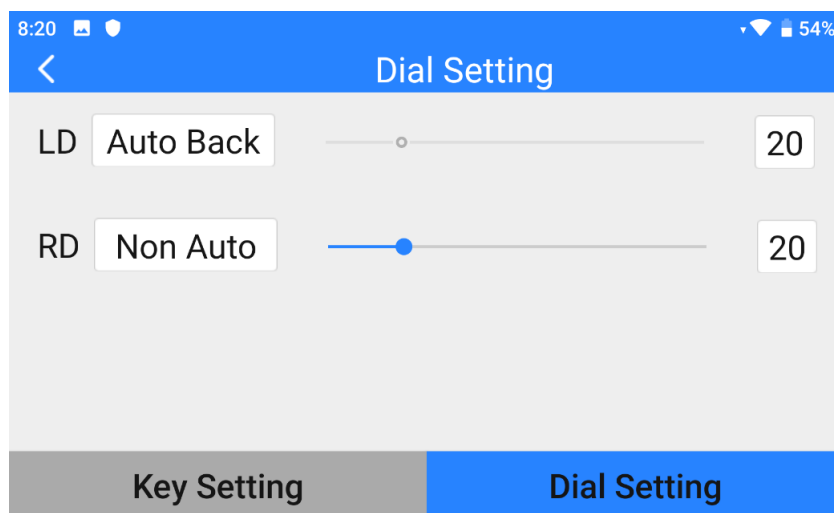 8:20 54%
Dial Setting
LD Auto Back 20
RD Non Auto 20
Key Setting Dial Setting